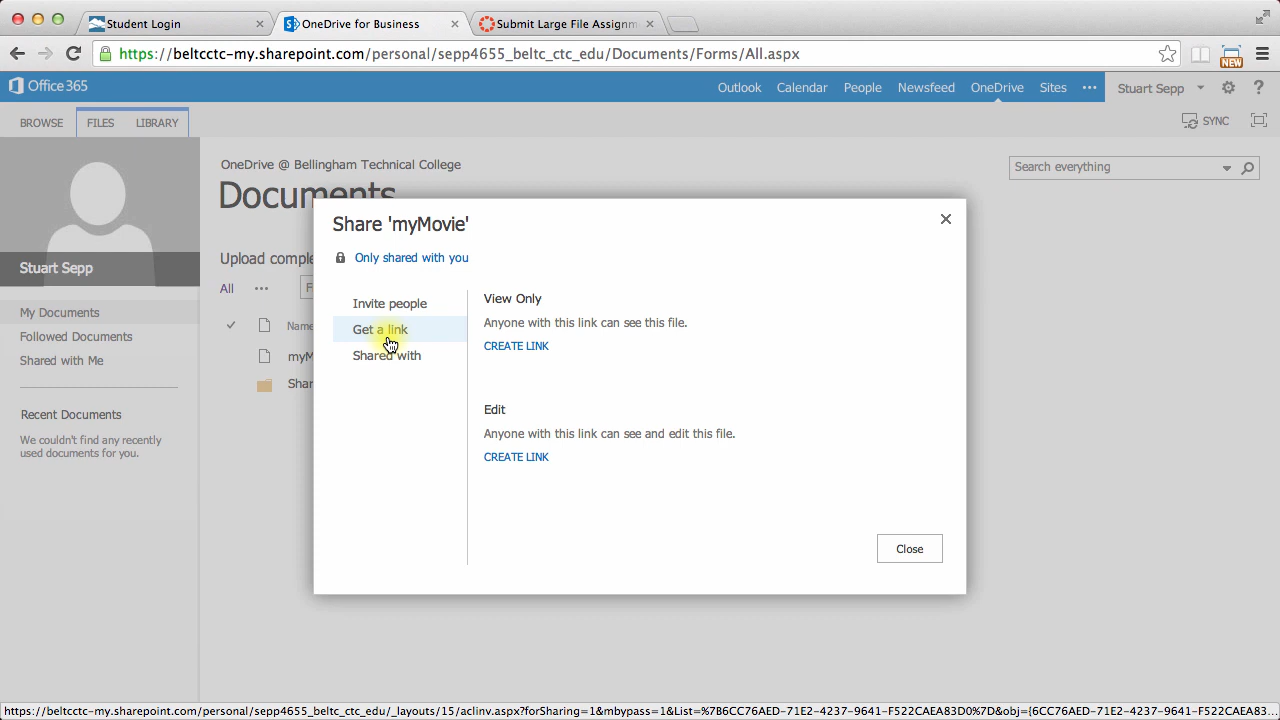 Student Login
OneDrive for Business
Submit Large File Assignm
https://beltcctc-my.sharepoint.com/personal/sepp4655_beltc_ctc_edu/Documents/Forms/All.aspx
NEW
Office 365
Outlook Calendar People Newsfeed OneDrive Sites ••• Stuart Sepp ?
BROWSE FILES LIBRARY
SYNC
OneDrive @ Bellingham Technical College
Documents
Search everything
Stuart Sepp
My Documents
Followed Documents
Shared with Me
Recent Documents
We couldn't find any recently
used documents for you.
Upload comple
All •••
F
Name
myM
Shar
Share 'myMovie'
Only shared with you
Invite people
Get a link
Shared with
View Only
Anyone with this link can see this file.
CREATE LINK
Edit
Anyone with this link can see and edit this file.
CREATE LINK
Close
https://beltcctc-my.sharepoint.com/personal/sepp4655_beltc_ctc_edu/_layouts/15/aclinv.aspx?forSharing=1&mbypass=1&List=%7B6CC76AED-71E2-4237-9641-F522CAEA83D0%7D&obj={6CC76AED-71E2-4237-9641-F522CAEA83...